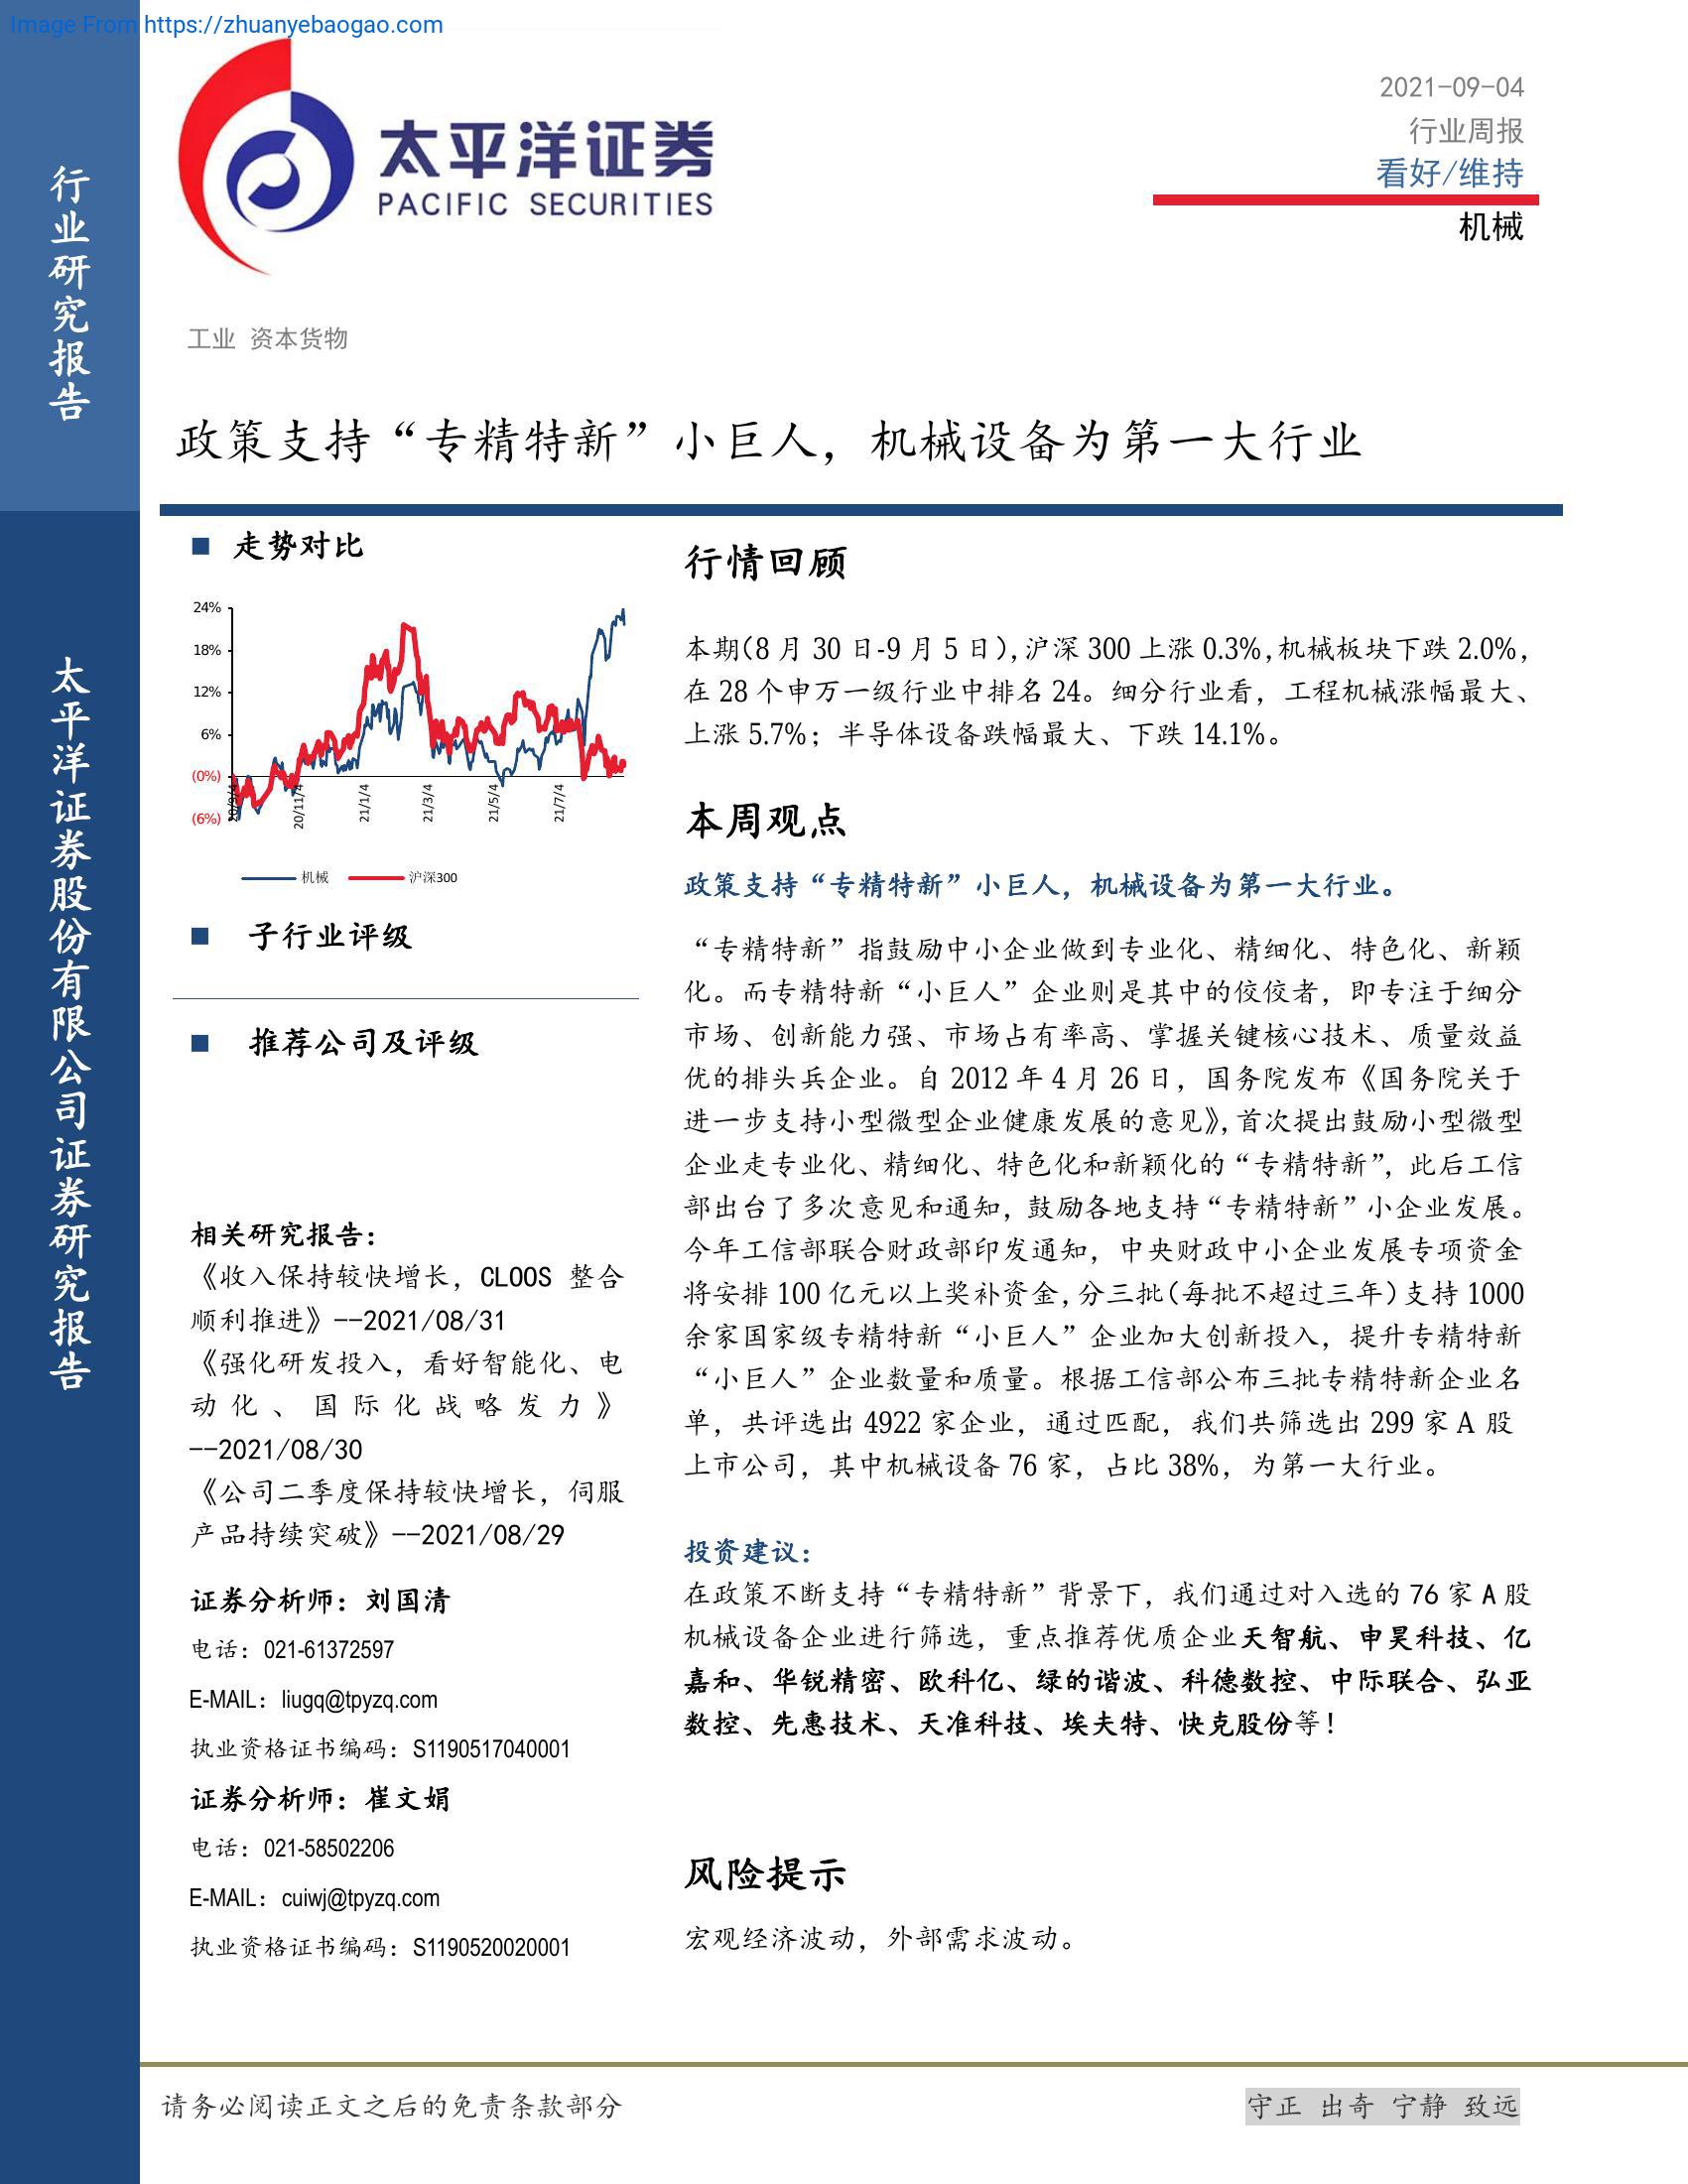 Image From https://zhuanyebaogao.com
行业研究报告
太平洋证券股份有限公司证券研究报告
太平洋证券
PACIFIC SECURITIES
2021-09-04
行业周报
看好/维持
机械
工业 资本货物
政策支持“专精特新”小巨人，机械设备为第一大行业
走势对比
24%
18%
12%
6%
(0%)
(6%)
20/9/4
20/11/4
21/1/4
21/3/4
21/5/4
21/7/4
机械
沪深300
子行业评级
推荐公司及评级
相关研究报告：
《收入保持较快增长，CLOOS 整合
顺利推进》--2021/08/31
《强化研发投入，看好智能化、电
动化、国际化战略发力》
--2021/08/30
《公司二季度保持较快增长，伺服
产品持续突破》--2021/08/29
证券分析师：刘国清
电话：021-61372597
E-MAIL：liugq@tpyzq.com
执业资格证书编码：S1190517040001
证券分析师：崔文娟
电话：021-58502206
E-MAIL：cuiwj@tpyzq.com
执业资格证书编码：S1190520020001
行情回顾
本期（8 月 30 日-9 月 5 日），沪深 300 上涨 0.3%，机械板块下跌 2.0%，
在 28 个申万一级行业中排名 24。细分行业看，工程机械涨幅最大、
上涨 5.7%；半导体设备跌幅最大、下跌 14.1%。
本周观点
政策支持“专精特新”小巨人，机械设备为第一大行业。
“专精特新”指鼓励中小企业做到专业化、精细化、特色化、新颖
化。而专精特新“小巨人”企业则是其中的佼佼者，即专注于细分
市场、创新能力强、市场占有率高、掌握关键核心技术、质量效益
优的排头兵企业。自 2012 年 4 月 26 日，国务院发布《国务院关于
进一步支持小型微型企业健康发展的意见》，首次提出鼓励小型微型
企业走专业化、精细化、特色化和新颖化的“专精特新”，此后工信
部出台了多次意见和通知，鼓励各地支持“专精特新”小企业发展。
今年工信部联合财政部印发通知，中央财政中小企业发展专项资金
将安排 100 亿元以上奖补资金，分三批（每批不超过三年）支持 1000
余家国家级专精特新“小巨人”企业加大创新投入，提升专精特新
“小巨人”企业数量和质量。根据工信部公布三批专精特新企业名
单，共评选出 4922 家企业，通过匹配，我们共筛选出 299 家 A 股
上市公司，其中机械设备 76 家，占比 38%，为第一大行业。
投资建议：
在政策不断支持“专精特新”背景下，我们通过对入选的 76 家 A 股
机械设备企业进行筛选，重点推荐优质企业天智航、申昊科技、亿
嘉和、华锐精密、欧科亿、绿的谐波、科德数控、中际联合、弘亚
数控、先惠技术、天准科技、埃夫特、快克股份等！
风险提示
宏观经济波动，外部需求波动。
请务必阅读正文之后的免责条款部分
守正 出奇 宁静 致远